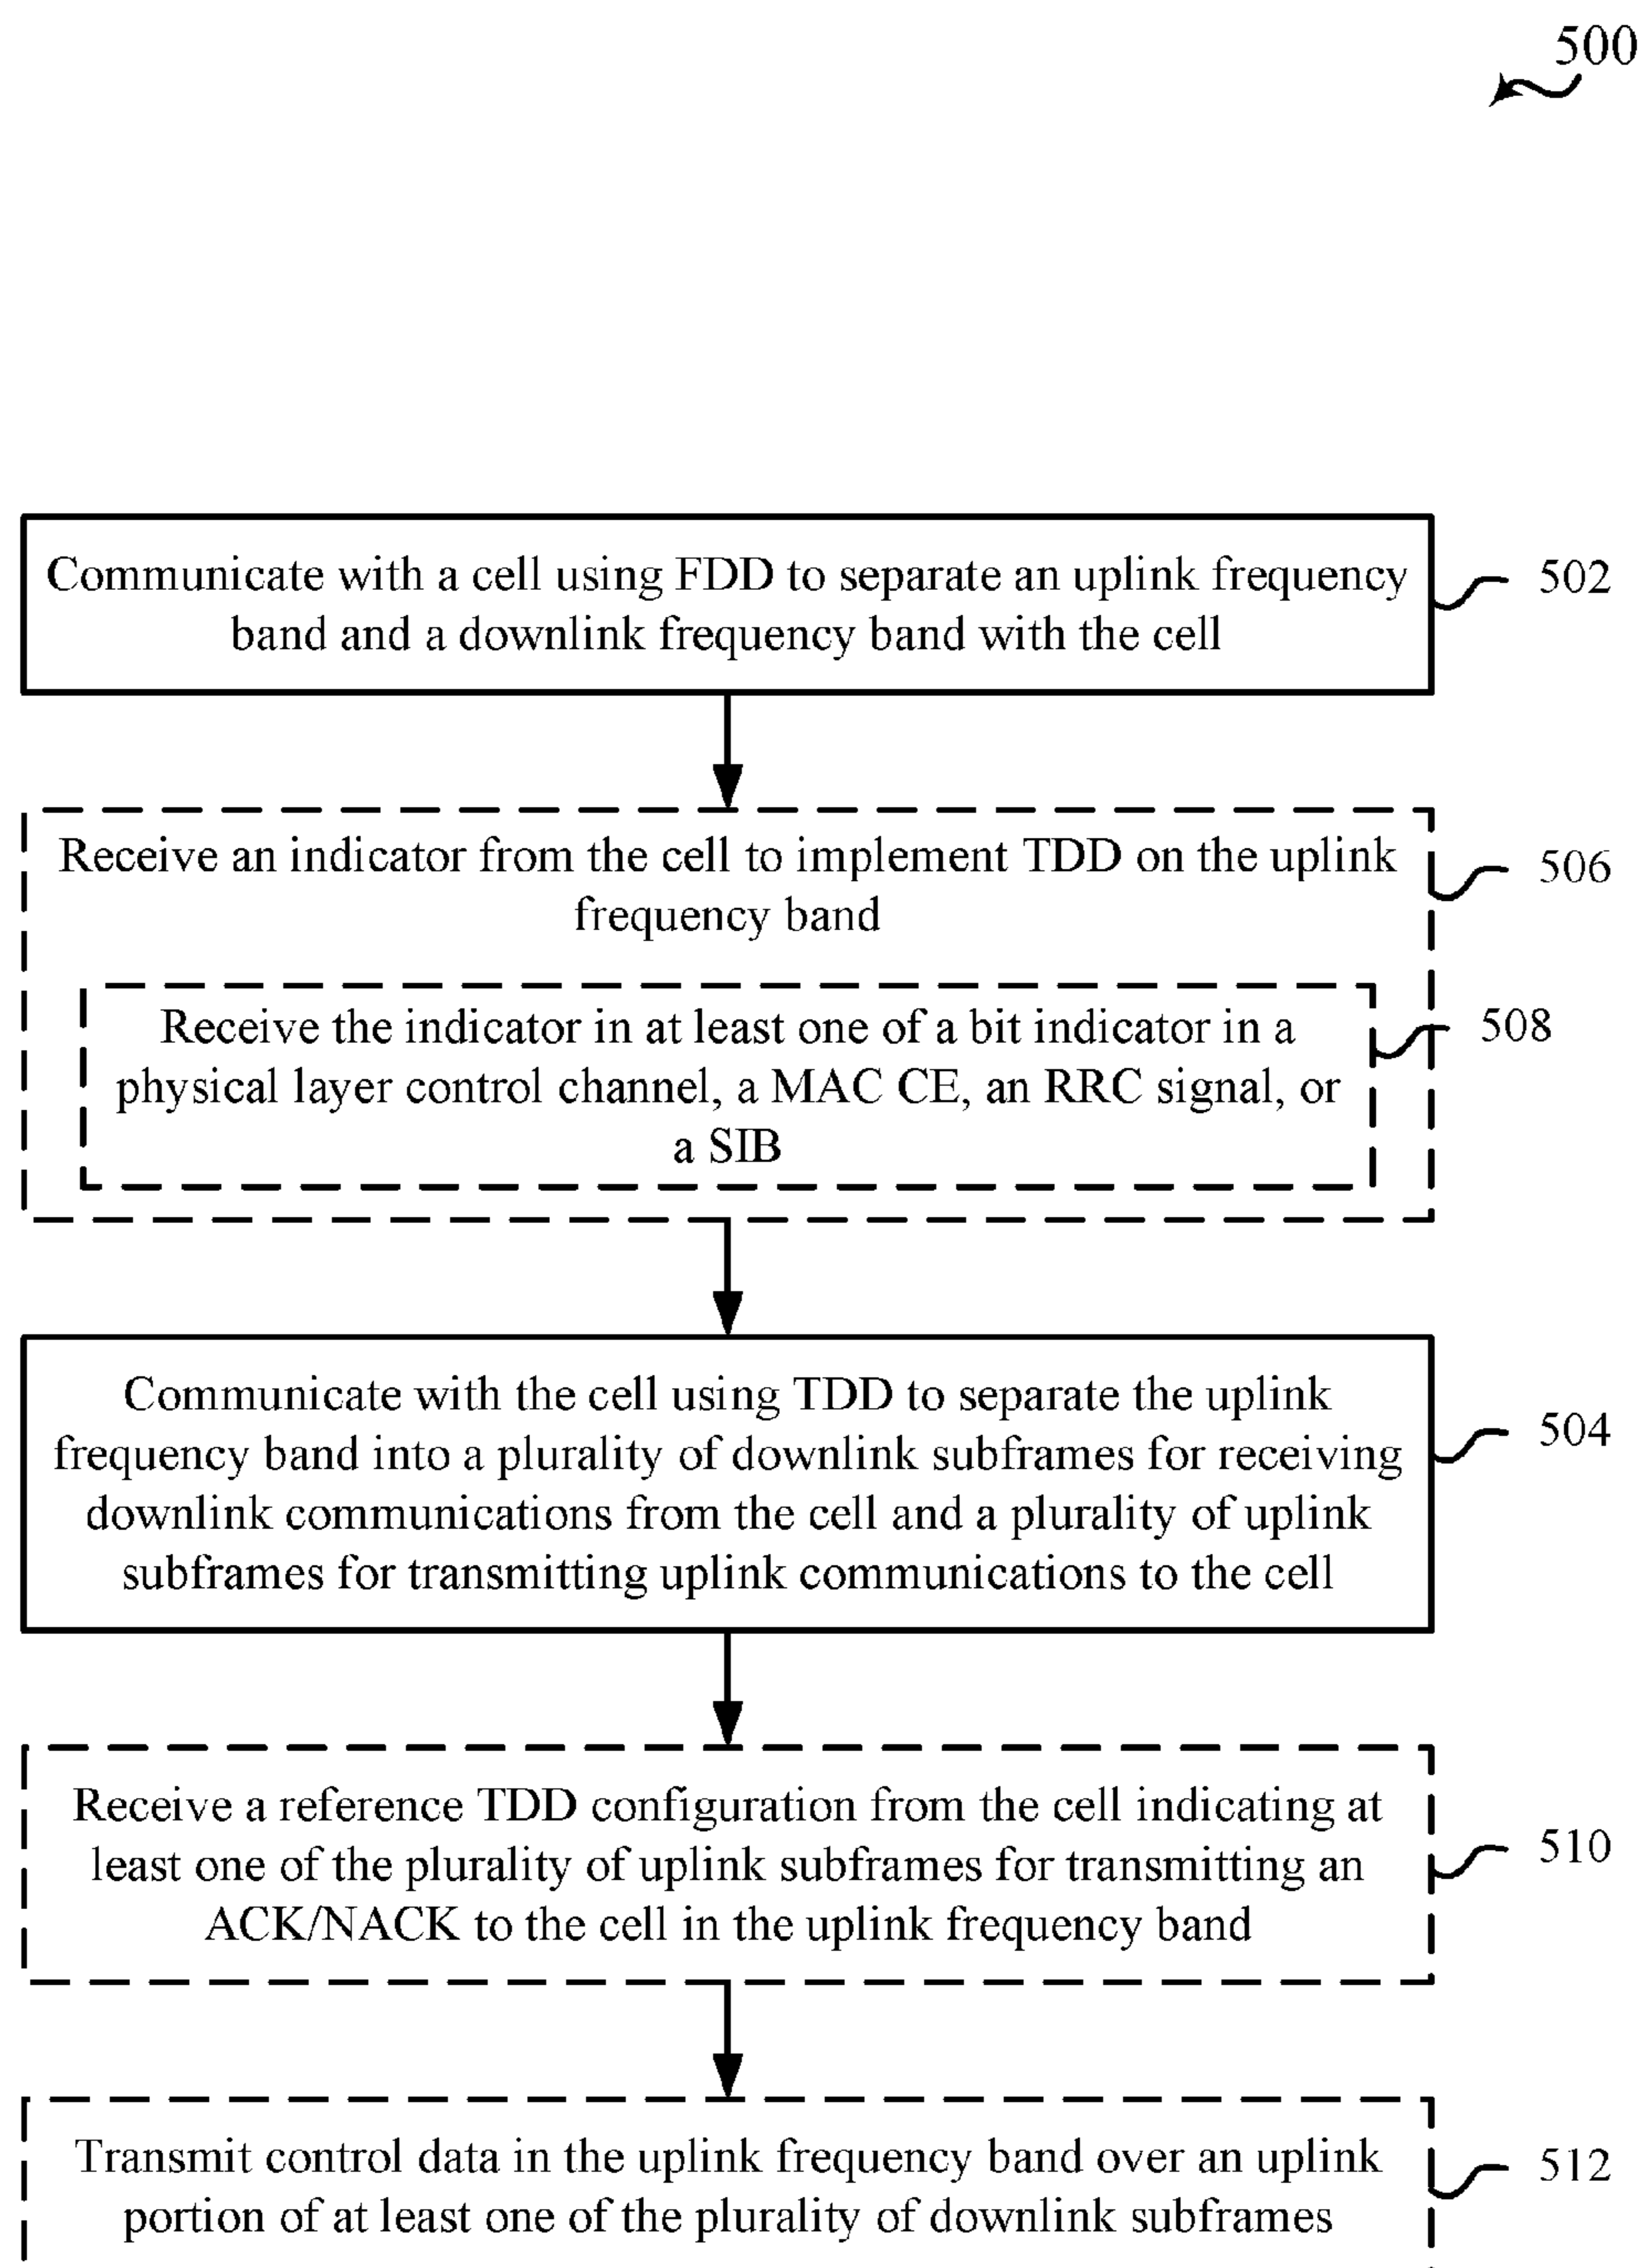 500
Communicate with a cell using FDD to separate an uplink frequency
band and a downlink frequency band with the cell
502
Receive an indicator from the cell to implement TDD on the uplink
frequency band
506
Receive the indicator in at least one of a bit indicator in a
physical layer control channel, a MAC CE, an RRC signal, or
a SIB
508
Communicate with the cell using TDD to separate the uplink
frequency band into a plurality of downlink subframes for receiving
downlink communications from the cell and a plurality of uplink
subframes for transmitting uplink communications to the cell
504
Receive a reference TDD configuration from the cell indicating at
least one of the plurality of uplink subframes for transmitting an
ACK/NACK to the cell in the uplink frequency band
510
Transmit control data in the uplink frequency band over an uplink
portion of at least one of the plurality of downlink subframes
512